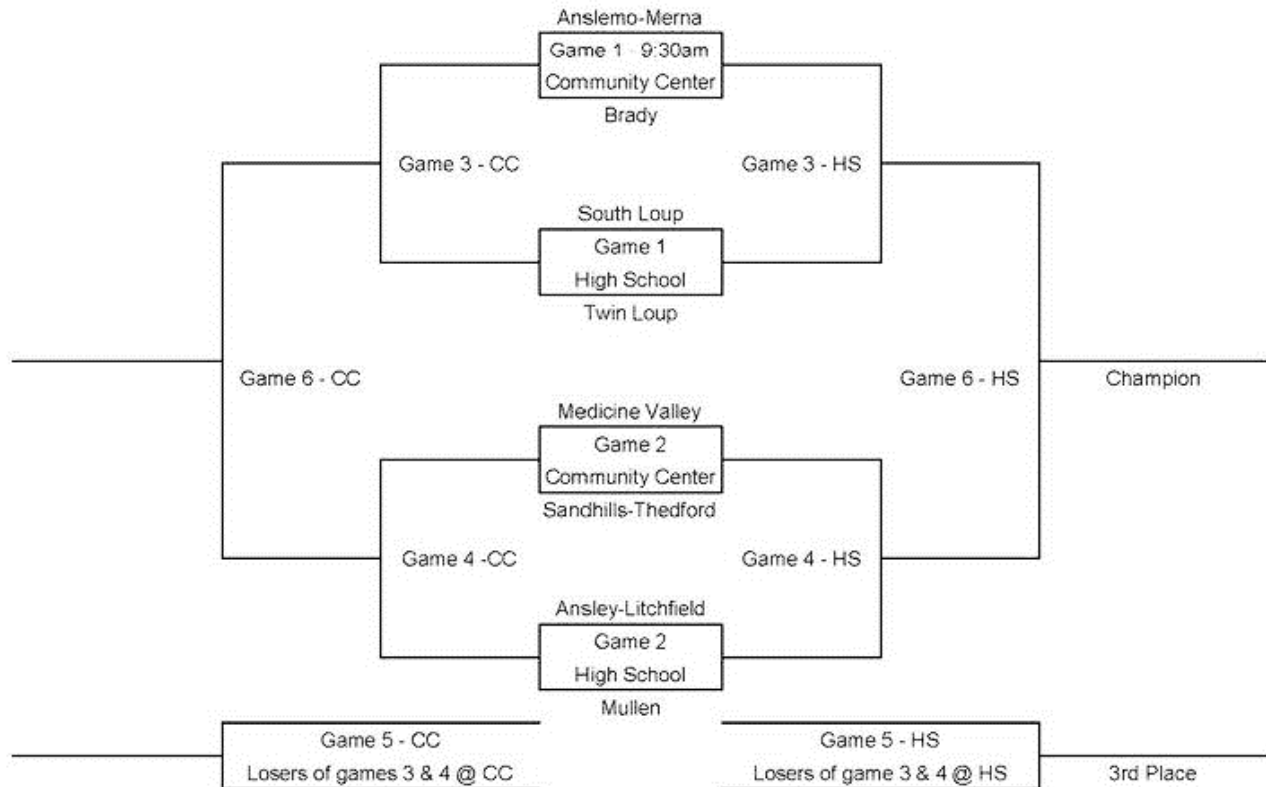 Anslemo-Merna
Game 1 - 9:30am
Community Center
Brady
Game 3 - CC
Game 3 - HS
South Loup
Game 1
High School
Twin Loup
Game 6 - CC
Game 6 - HS
Champion
Medicine Valley
Game 2
Community Center
Sandhills-Thedford
Game 4 -CC
Game 4 - HS
Ansley-Litchfield
Game 2
High School
Mullen
Game 5 - CC
Losers of games 3 & 4 @ CC
Game 5 - HS
Losers of game 3 & 4 @ HS
3rd Place